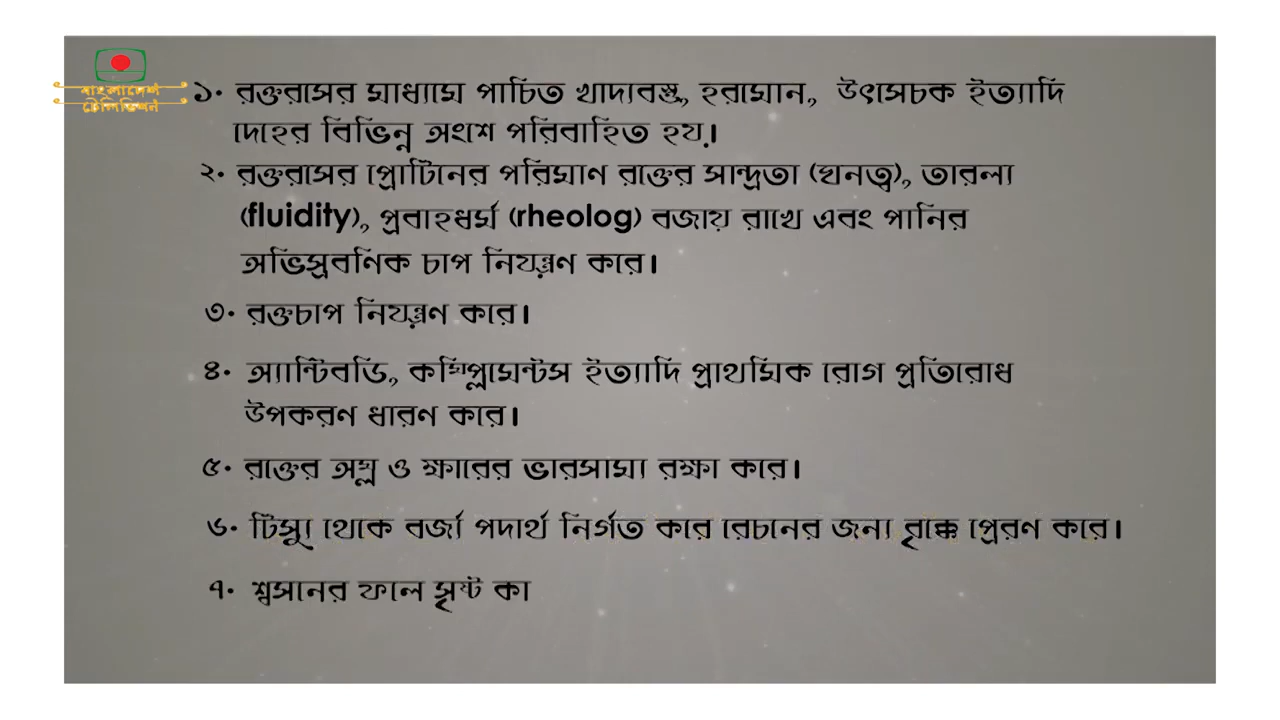 বাংলাদেশ
টেলিভিশন
১. রক্তরসের মাধ্যমে পাচিত খাদ্যবস্তু, হরমোন, উৎসেচক ইত্যাদি
দেহের বিভিন্ন অংশে পরিবাহিত হয়।
২. রক্তরসের প্রোটিনের পরিমাণ রক্তের সান্দ্রতা (ঘনত্ব), তারল্য
(fluidity), প্রবাহধর্ম (rheolog) বজায় রাখে এবং পানির
অভিস্রবণিক চাপ নিয়ন্ত্রণ করে।
৩. রক্তচাপ নিয়ন্ত্রণ করে।
৪. অ্যান্টিবডি, কম্প্লিমেন্টস ইত্যাদি প্রাথমিক রোগ প্রতিরোধ
উপকরণ ধারণ করে।
৫. রক্তের অম্ল ও ক্ষারের ভারসাম্য রক্ষা করে।
৬. টিস্যু থেকে বর্জ্য পদার্থ নির্গত করে রেচনের জন্য বৃক্কে প্রেরণ করে।
৭. শ্বসনের ফলে সৃষ্ট কা